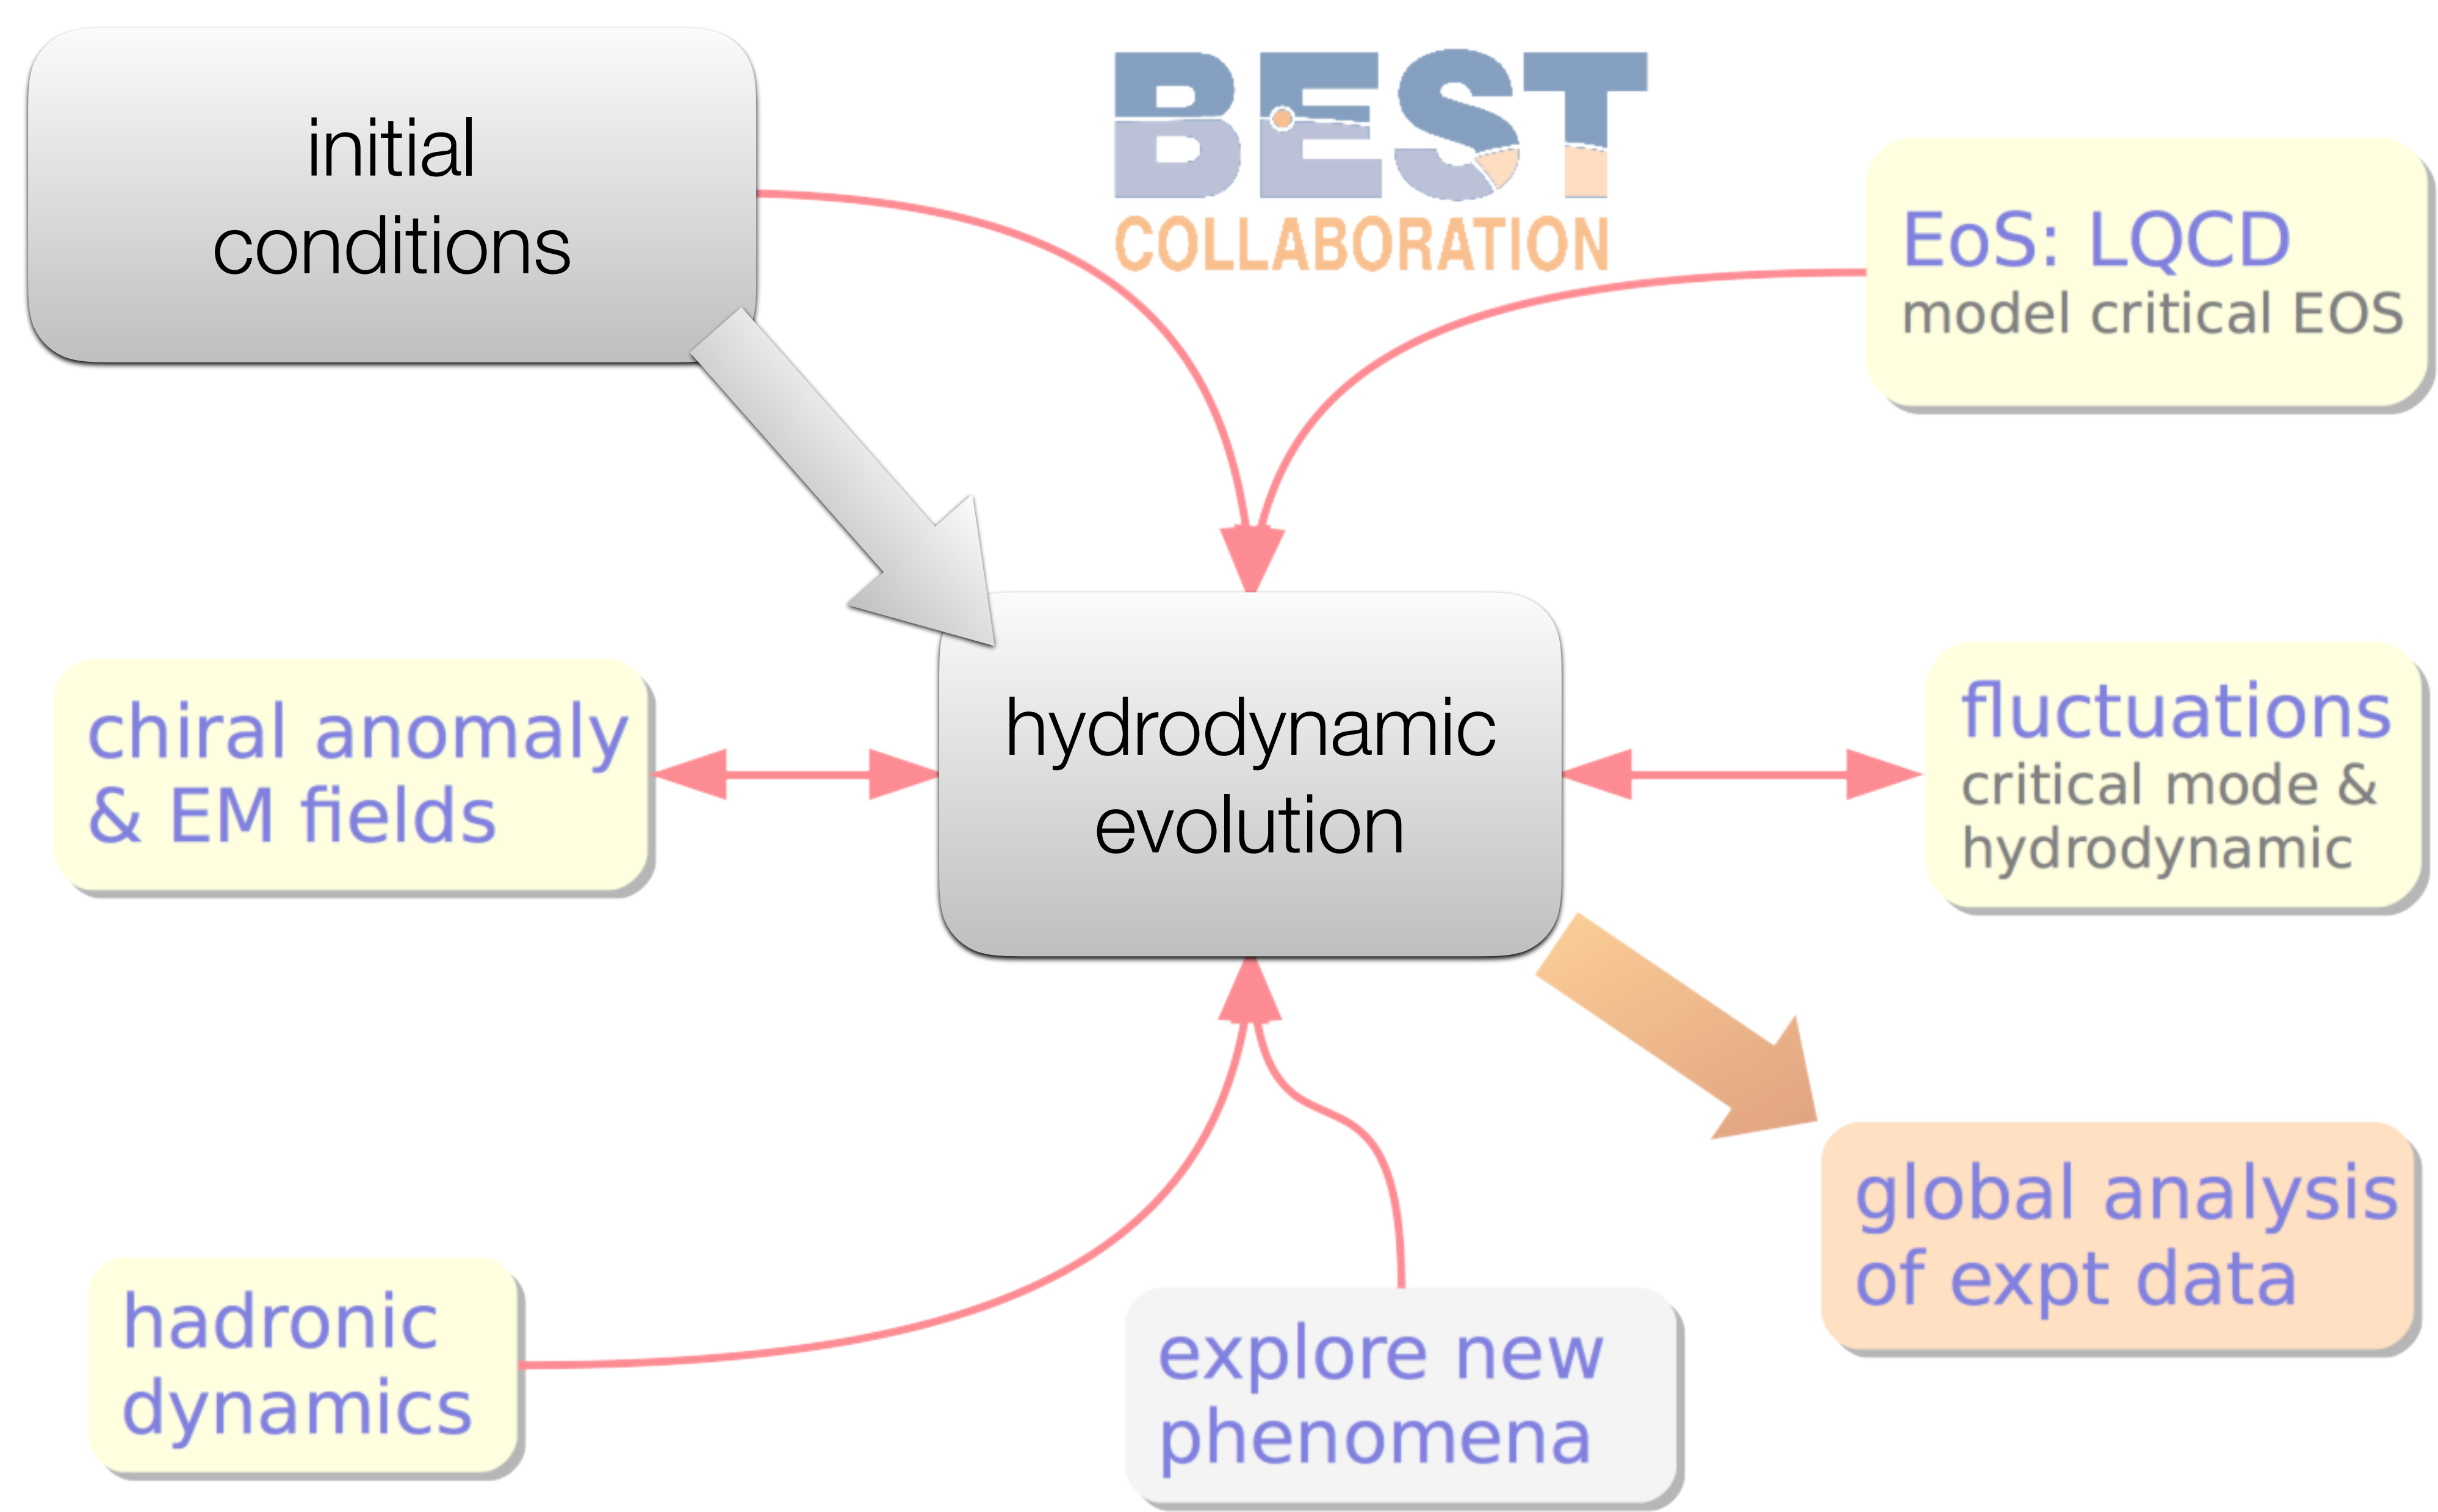 initial
conditions
BEST
COLLABORATION
EoS: LQCD
model critical EOS
chiral anomaly
& EM fields
hydrodynamic
evolution
fluctuations
critical mode &
hydrodynamic
global analysis
of expt data
hadronic
dynamics
explore new
phenomena